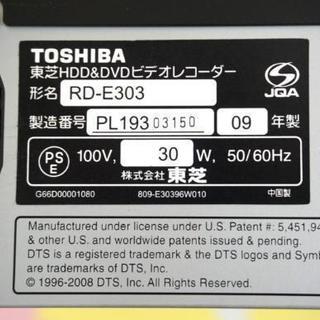 TOSHIBA
東芝HDD&DVDビデオレコーダー
形名 RD-E303
JQA
製造番号 PL193 03150 09 年製
PS E 100V, 30 W, 50/60Hz
株式会社 東芝
G66D00001080 809-E30396W010 中国製
Manufactured under license under U.S. Patent #: 5,451,94
& other U.S. and worldwide patents issued & pending.
DTS is a registered trademark & the DTS logos and Symb
are trademarks of DTS, Inc.
© 1996-2008 DTS, Inc. All Rights Reserved.